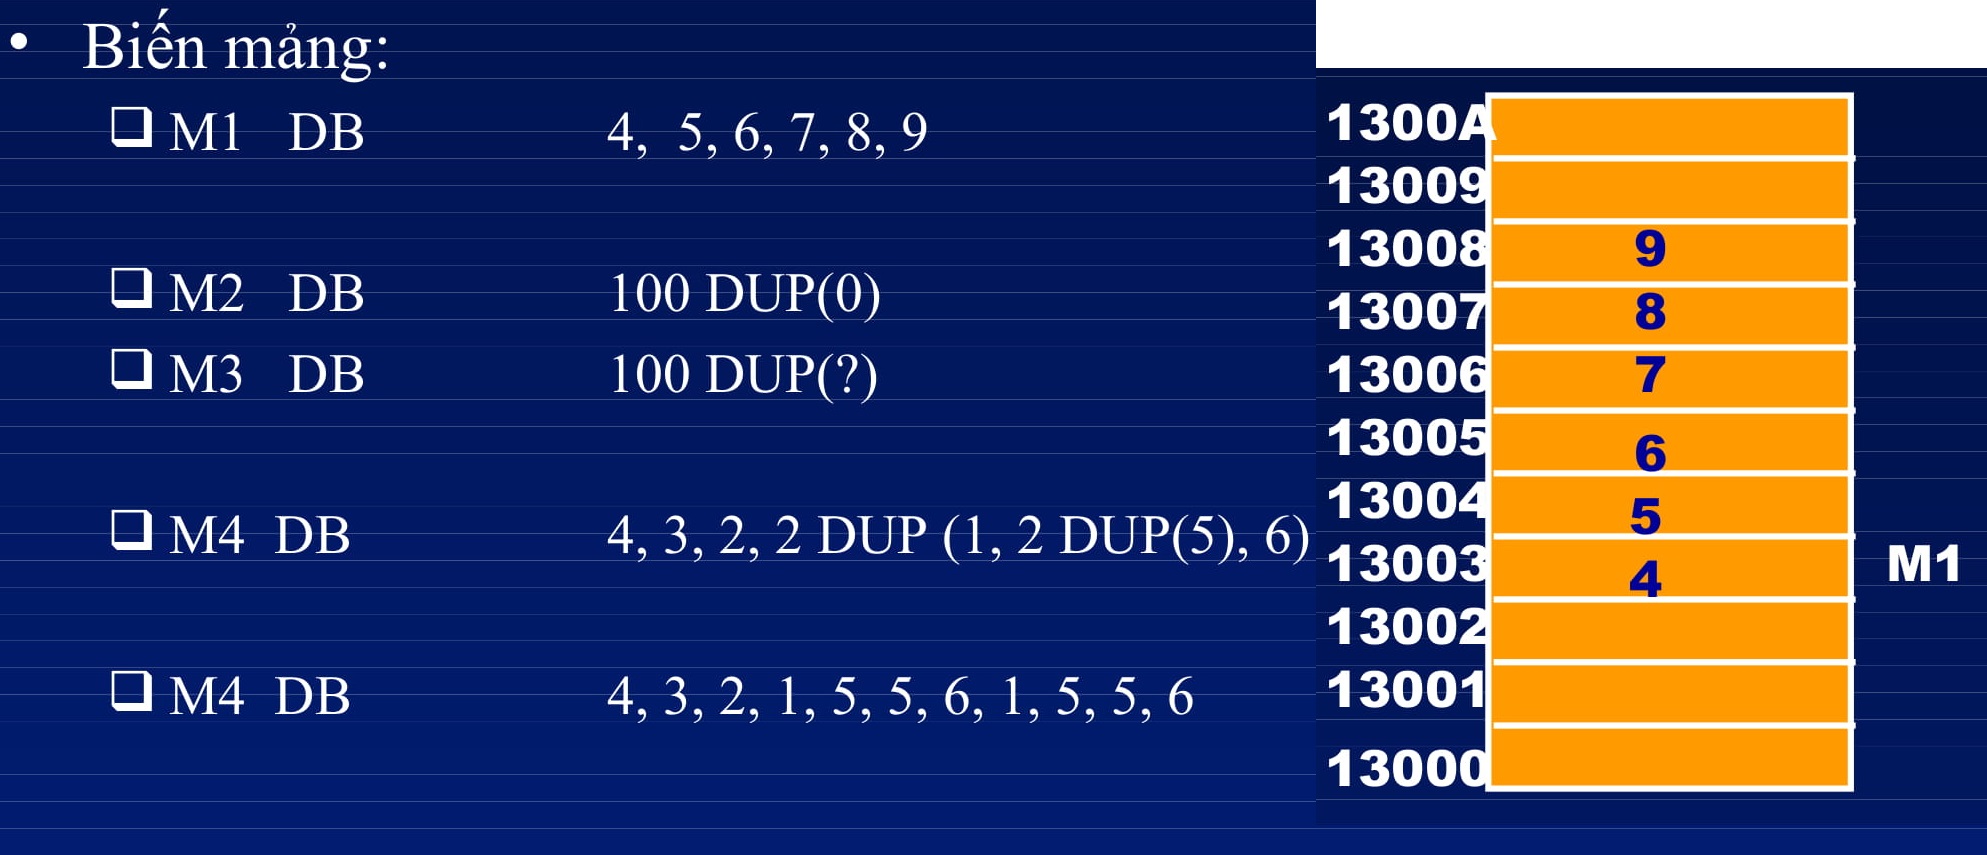 • Biến mảng:
❑ M1 DB 4, 5, 6, 7, 8, 9
❑ M2 DB 100 DUP(0)
❑ M3 DB 100 DUP(?)
❑ M4 DB 4, 3, 2, 2 DUP (1, 2 DUP(5), 6)
❑ M4 DB 4, 3, 2, 1, 5, 5, 6, 1, 5, 5, 6
1300A
13009
13008 9
13007 8
13006 7
13005 6
13004 5
13003 4 M1
13002
13001
13000